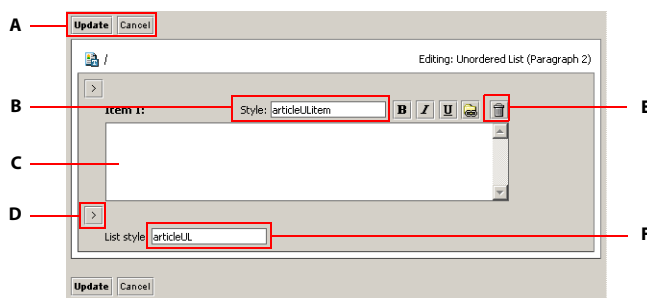 A
Update Cancel
/ Editing: Unordered List (Paragraph 2)
>
B
Item 1: Style: articleULitem B I U
E
C
D
>
List style: articleUL
F
Update Cancel